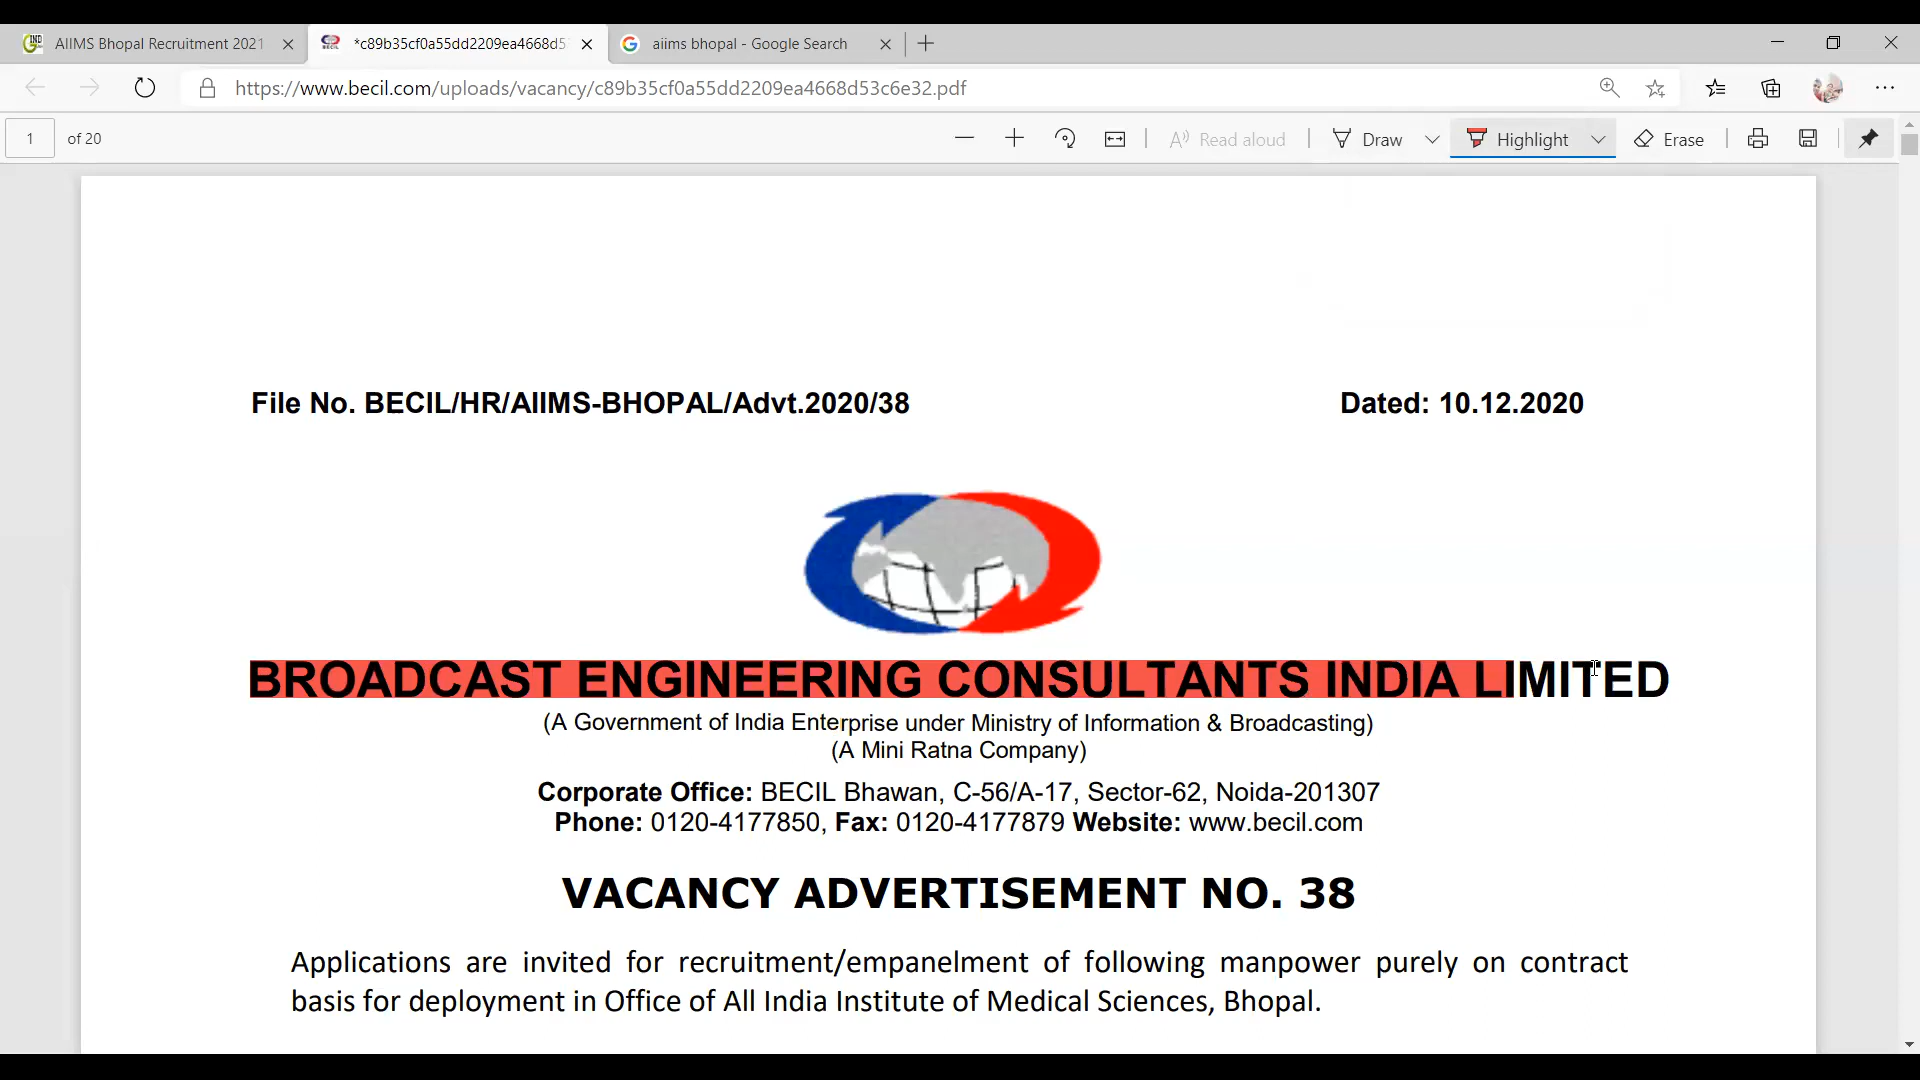 AIIMS Bhopal Recruitment 2021
*c89b35cf0a55dd2209ea4668d5
aiims bhopal - Google Search
https://www.becil.com/uploads/vacancy/c89b35cf0a55dd2209ea4668d53c6e32.pdf
1 of 20
Read aloud
Draw
Highlight
Erase
File No. BECIL/HR/AIIMS-BHOPAL/Advt.2020/38
Dated: 10.12.2020
BROADCAST ENGINEERING CONSULTANTS INDIA LIMITED
(A Government of India Enterprise under Ministry of Information & Broadcasting)
(A Mini Ratna Company)
Corporate Office: BECIL Bhawan, C-56/A-17, Sector-62, Noida-201307
Phone: 0120-4177850, Fax: 0120-4177879 Website: www.becil.com
VACANCY ADVERTISEMENT NO. 38
Applications are invited for recruitment/empanelment of following manpower purely on contract
basis for deployment in Office of All India Institute of Medical Sciences, Bhopal.